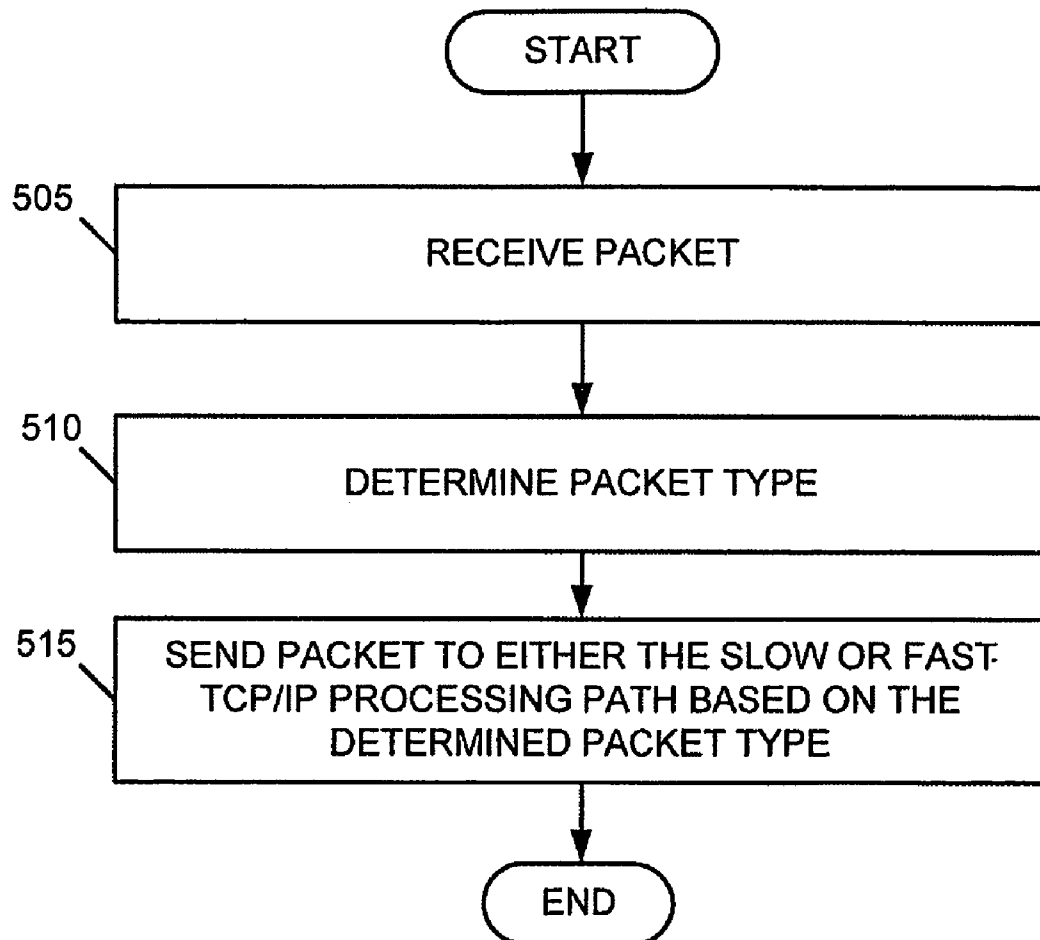 START
505
RECEIVE PACKET
510
DETERMINE PACKET TYPE
515
SEND PACKET TO EITHER THE SLOW OR FAST-
TCP/IP PROCESSING PATH BASED ON THE
DETERMINED PACKET TYPE
END